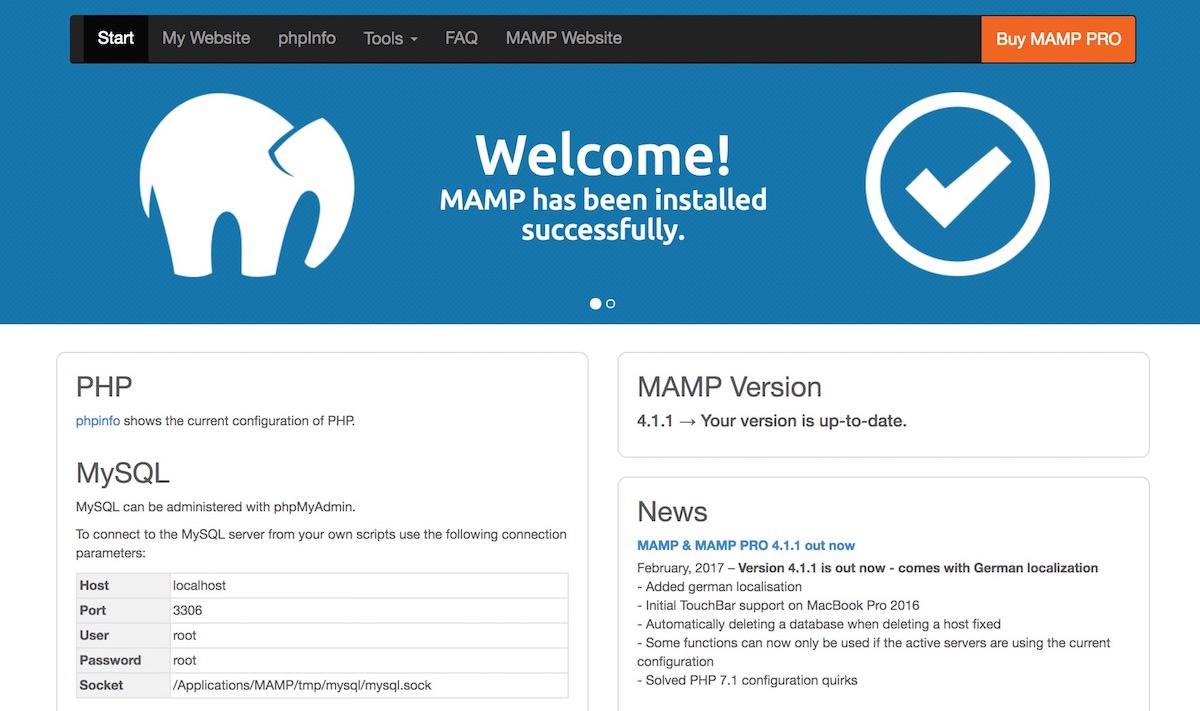 Start
My Website
phpInfo
Tools
FAQ
MAMP Website
Buy MAMP PRO
Welcome!
MAMP has been installed
successfully.
PHP
phpinfo shows the current configuration of PHP.
MySQL
MySQL can be administered with phpMyAdmin.
To connect to the MySQL server from your own scripts use the following connection
parameters:
Host localhost
Port 3306
User root
Password root
Socket /Applications/MAMP/tmp/mysql/mysql.sock
MAMP Version
4.1.1 → Your version is up-to-date.
News
MAMP & MAMP PRO 4.1.1 out now
February, 2017 – Version 4.1.1 is out now - comes with German localization
- Added german localisation
- Initial TouchBar support on MacBook Pro 2016
- Automatically deleting a database when deleting a host fixed
- Some functions can now only be used if the active servers are using the current
configuration
- Solved PHP 7.1 configuration quirks